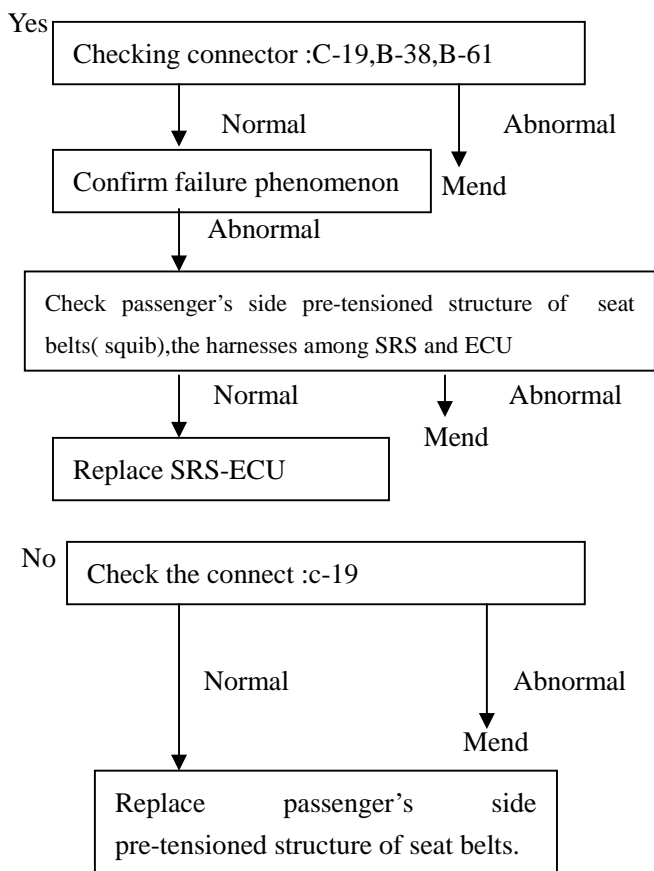 Yes
Checking connector :C-19,B-38,B-61
Normal
Abnormal
Confirm failure phenomenon
Mend
Abnormal
Check passenger's side pre-tensioned structure of seat
belts( squib),the harnesses among SRS and ECU
Normal
Abnormal
Mend
Replace SRS-ECU
No
Check the connect :c-19
Normal
Abnormal
Mend
Replace passenger's side
pre-tensioned structure of seat belts.